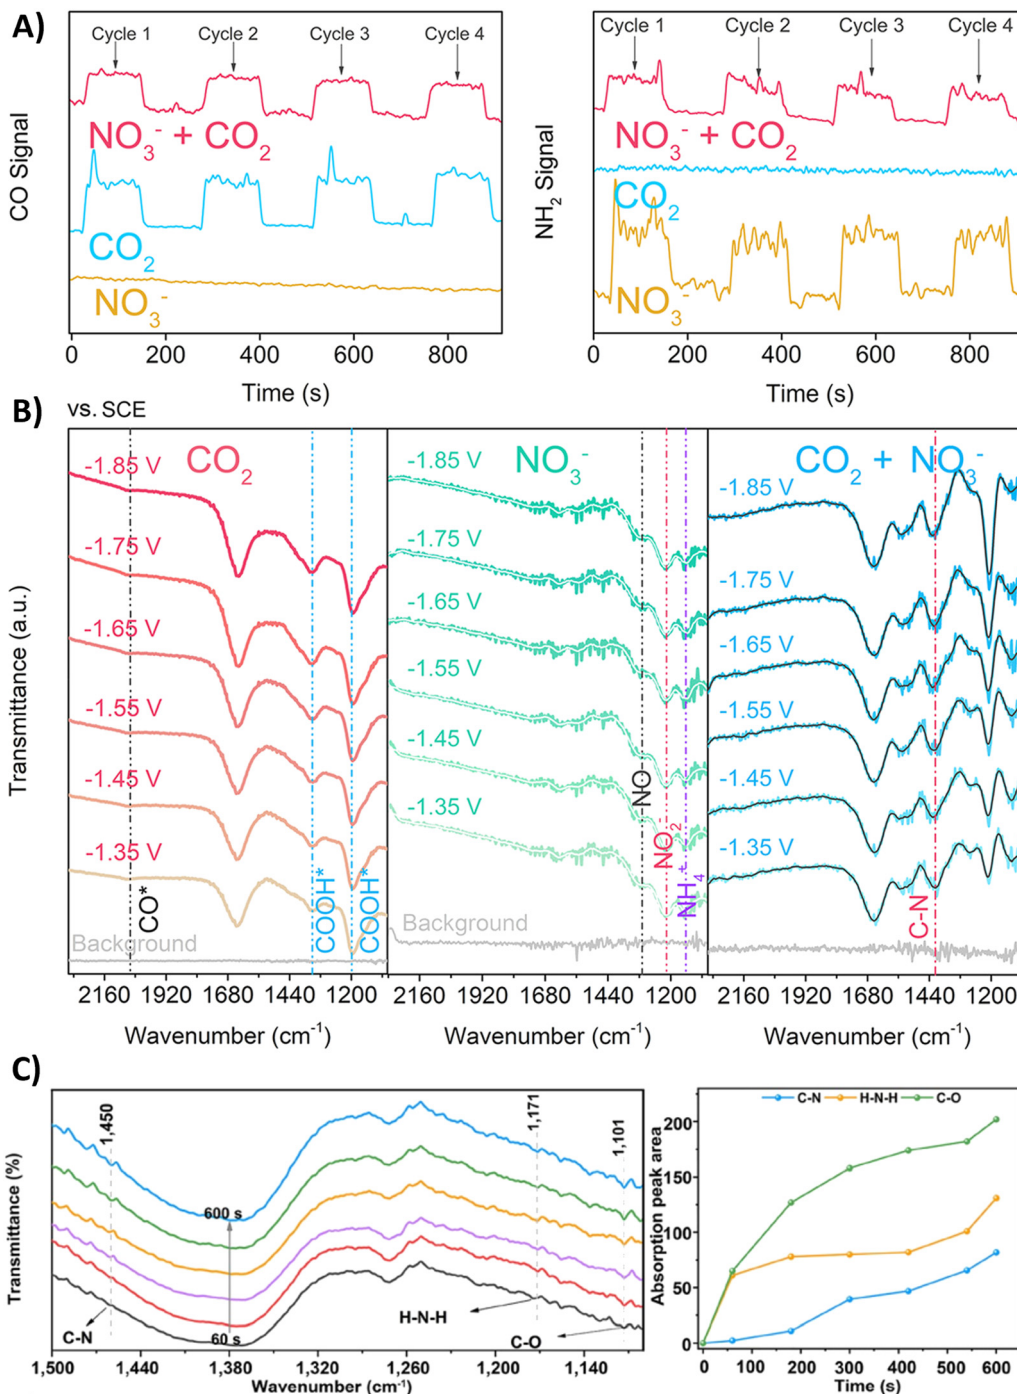 A)
Cycle 1 Cycle 2 Cycle 3 Cycle 4
NO₃⁻ + CO₂
CO₂
NO₃⁻
CO Signal
0 200 400 600 800
Time (s)
Cycle 1 Cycle 2 Cycle 3 Cycle 4
NO₃⁻ + CO₂
CO₂
NO₃⁻
NH₂ Signal
0 200 400 600 800
Time (s)
B)
vs. SCE
Transmittance (a.u.)
CO₂
-1.85 V
-1.75 V
-1.65 V
-1.55 V
-1.45 V
-1.35 V
CO*
COOH*
COOH*
Background
2160 1920 1680 1440 1200
Wavenumber (cm⁻¹)
NO₃⁻
-1.85 V
-1.75 V
-1.65 V
-1.55 V
-1.45 V
-1.35 V
-NO
NO₂
NH₄⁺
Background
2160 1920 1680 1440 1200
Wavenumber (cm⁻¹)
CO₂ + NO₃⁻
-1.85 V
-1.75 V
-1.65 V
-1.55 V
-1.45 V
-1.35 V
C-N
2160 1920 1680 1440 1200
Wavenumber (cm⁻¹)
C)
Transmittance (%)
1,450
1,171
1,101
600 s
60 s
C-N
H-N-H
C-O
1,500 1,440 1,380 1,320 1,260 1,200 1,140
Wavenumber (cm⁻¹)
C-N H-N-H C-O
Absorption peak area
200
150
100
50
0
0 100 200 300 400 500 600
Time (s)